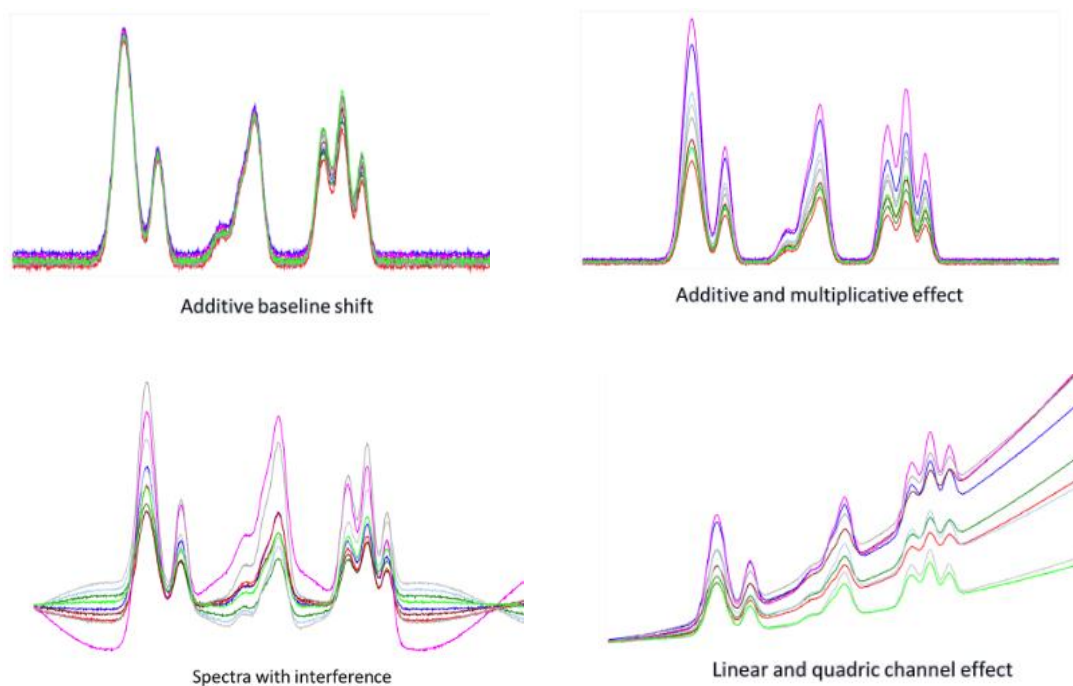 Additive baseline shift
Additive and multiplicative effect
Spectra with interference
Linear and quadric channel effect